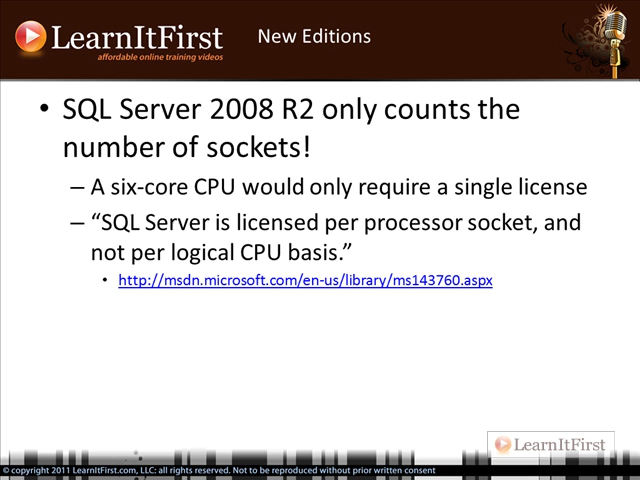 LearnItFirst
affordable online training videos
New Editions
• SQL Server 2008 R2 only counts the
number of sockets!
– A six-core CPU would only require a single license
– “SQL Server is licensed per processor socket, and
not per logical CPU basis.”
• http://msdn.microsoft.com/en-us/library/ms143760.aspx
LearnItFirst
© copyright 2011 LearnItFirst.com, LLC: all rights reserved. Not to be reproduced without prior written consent